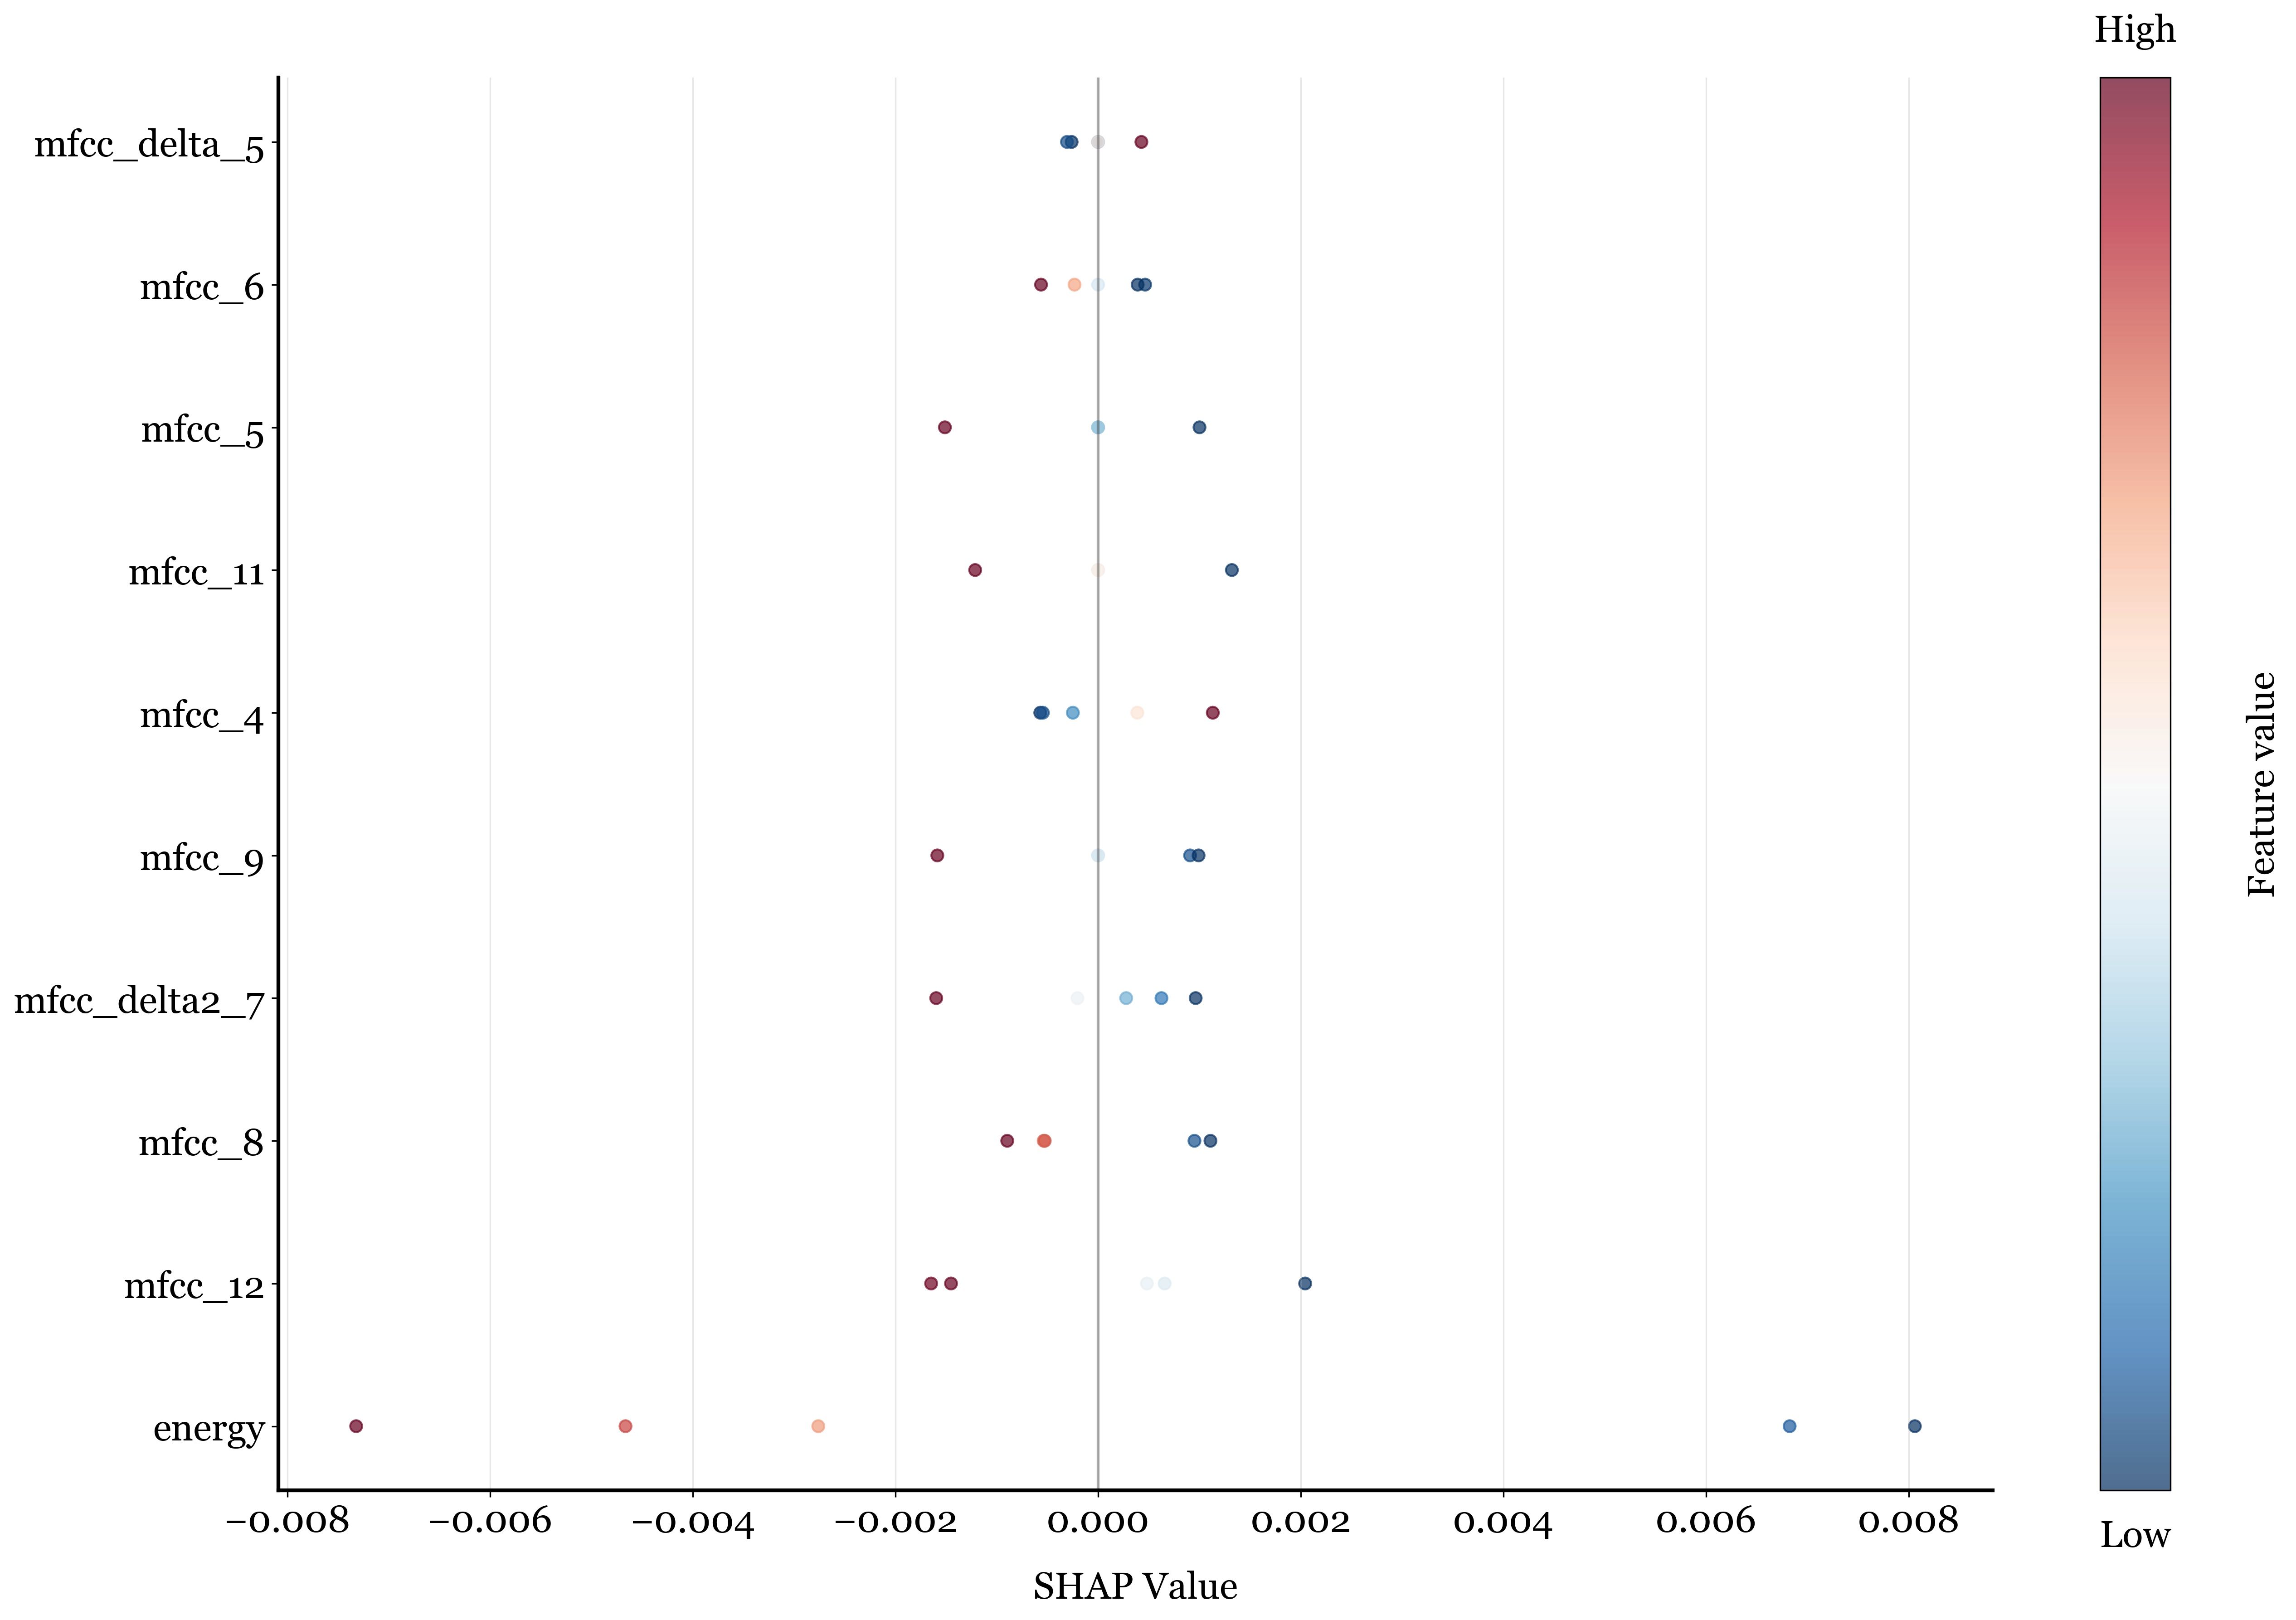 High
mfcc_delta_5
mfcc_6
mfcc_5
mfcc_11
mfcc_4
mfcc_9
mfcc_delta2_7
mfcc_8
mfcc_12
energy
−0.008 −0.006 −0.004 −0.002 0.000 0.002 0.004 0.006 0.008
SHAP Value
Low
Feature value